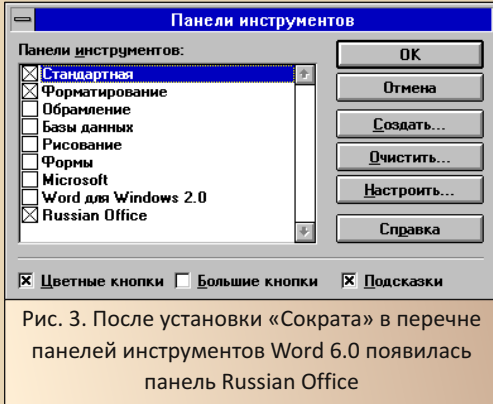 Панели инструментов
Панели инструментов:
Стандартная
Форматирование
Обрамление
Базы данных
Рисование
Формы
Microsoft
Word для Windows 2.0
Russian Office
OK
Отмена
Создать...
Очистить...
Настроить...
Справка
Цветные кнопки Большие кнопки Подсказки
Рис. 3. После установки «Сократа» в перечне
панелей инструментов Word 6.0 появилась
панель Russian Office